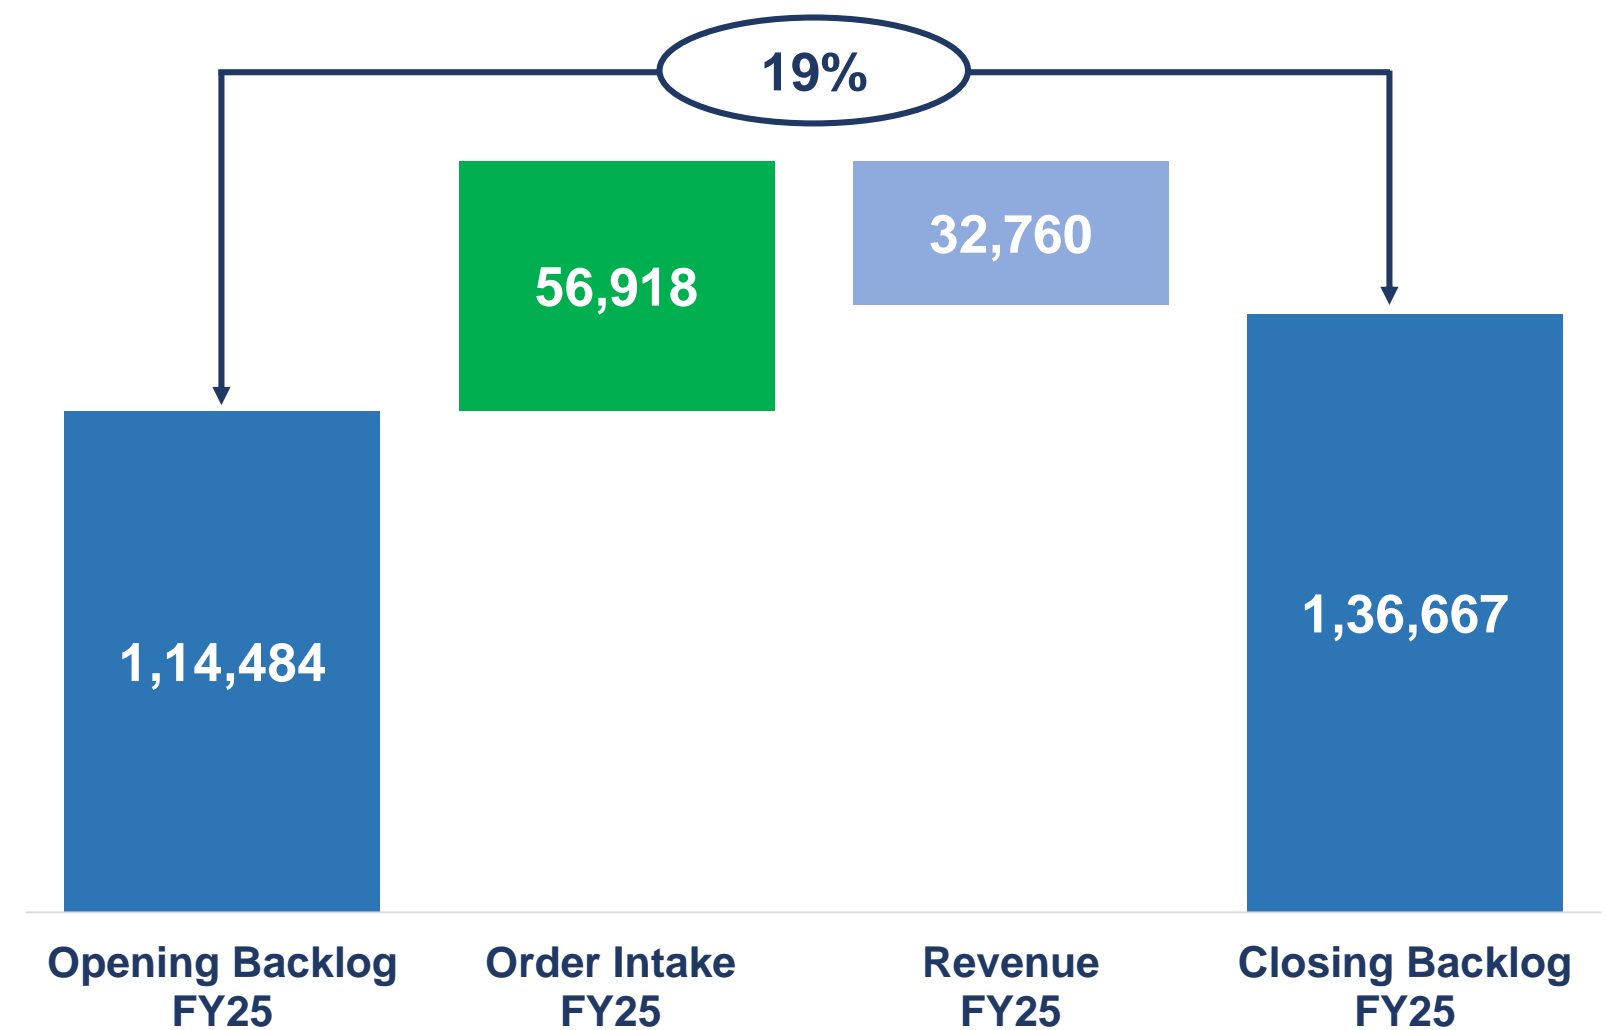 19%
56,918
32,760
1,14,484
1,36,667
Opening Backlog
FY25
Order Intake
FY25
Revenue
FY25
Closing Backlog
FY25